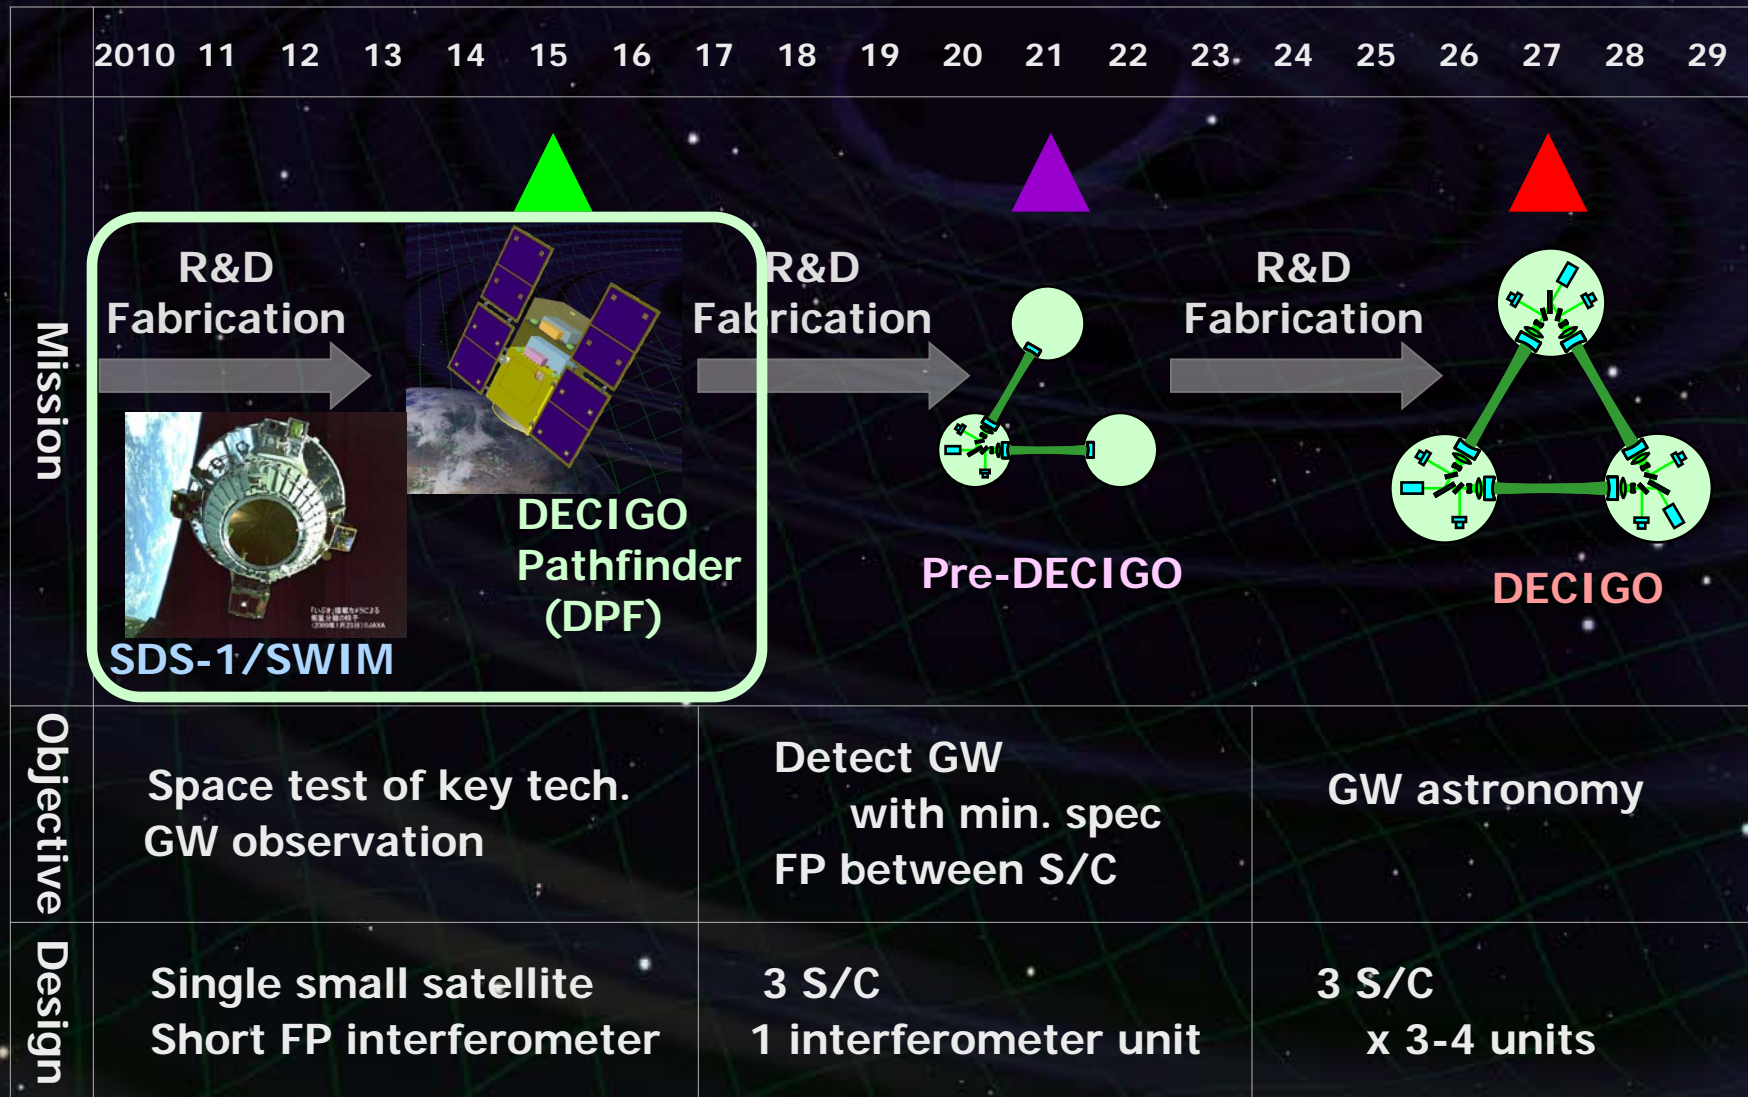 2010 11 12 13 14 15 16 17 18 19 20 21 22 23 24 25 26 27 28 29
Mission
R&D
Fabrication
SDS-1/SWIM
DECIGO
Pathfinder
(DPF)
R&D
Fabrication
Pre-DECIGO
R&D
Fabrication
DECIGO
Objective
Space test of key tech.
GW observation
Detect GW
with min. spec
FP between S/C
GW astronomy
Design
Single small satellite
Short FP interferometer
3 S/C
1 interferometer unit
3 S/C
x 3-4 units